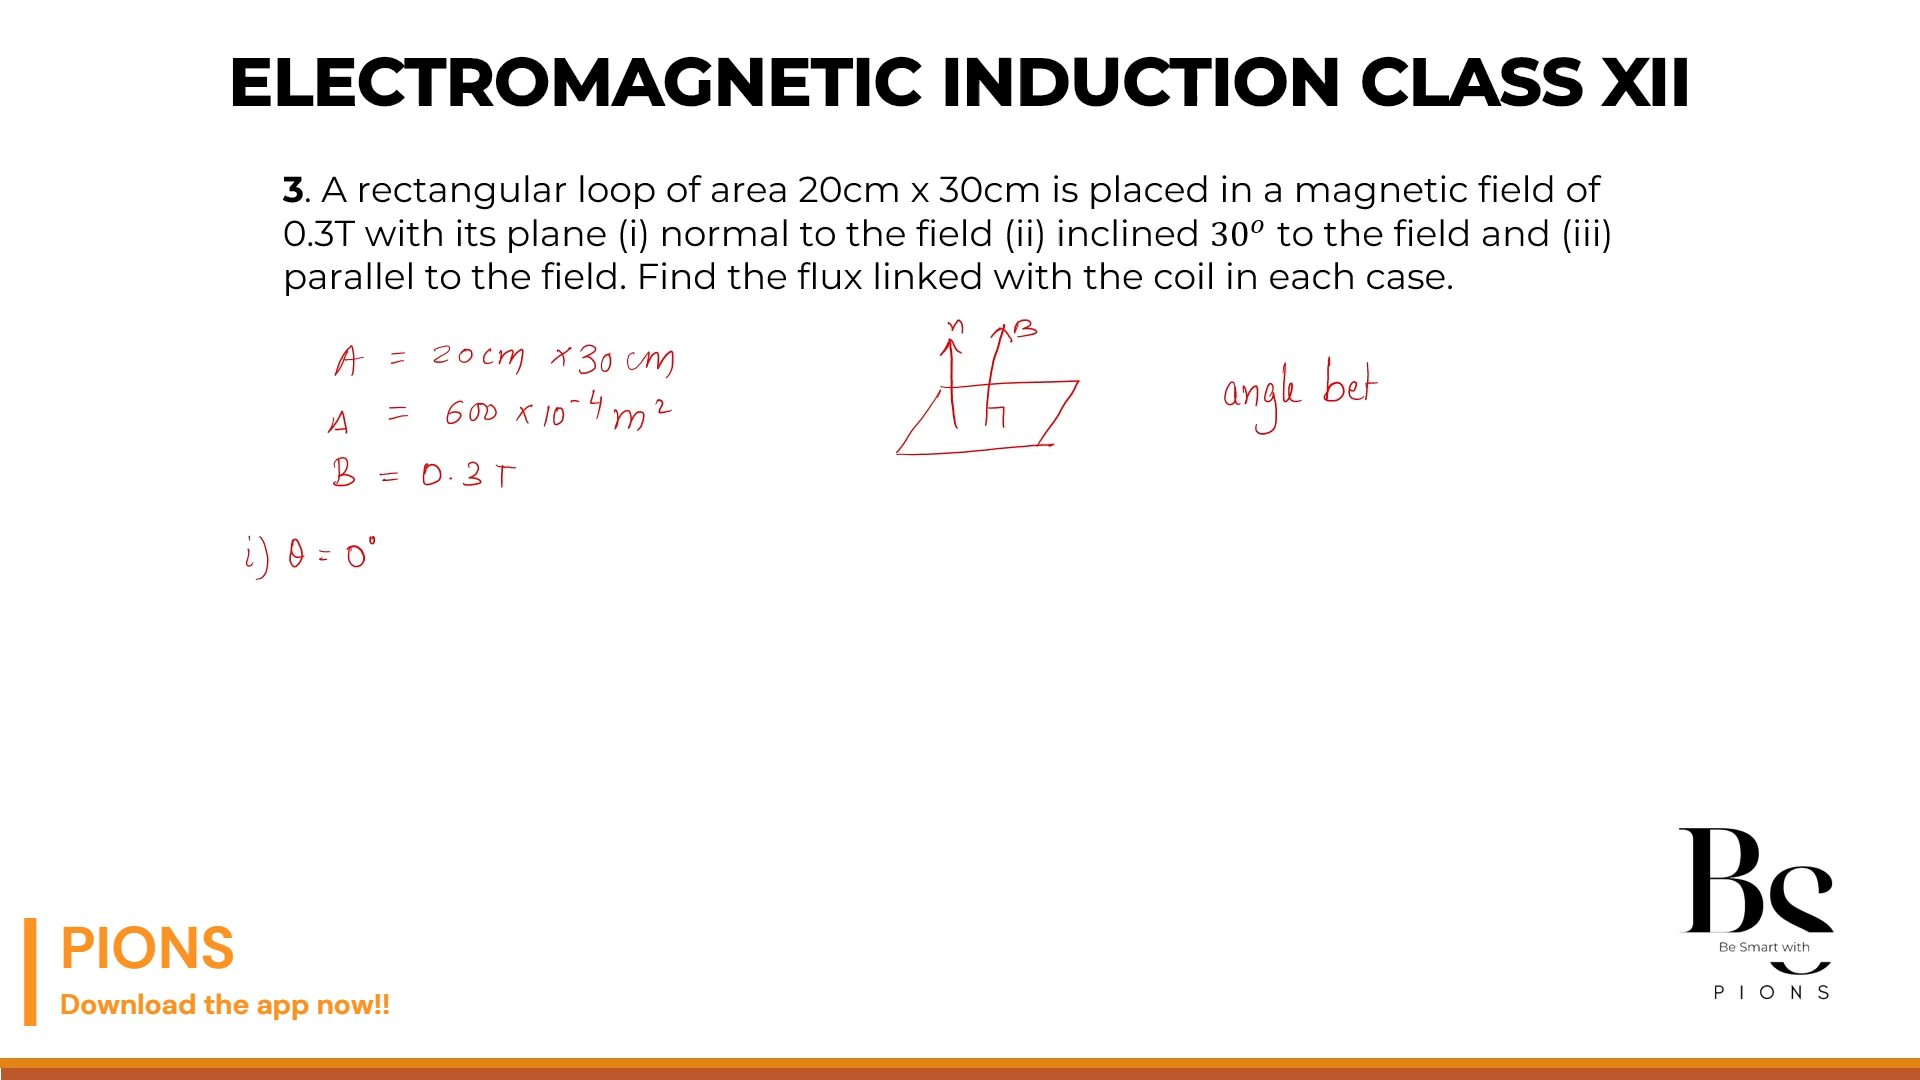 ELECTROMAGNETIC INDUCTION CLASS XII
3. A rectangular loop of area 20cm x 30cm is placed in a magnetic field of
0.3T with its plane (i) normal to the field (ii) inclined 30° to the field and (iii)
parallel to the field. Find the flux linked with the coil in each case.
A = 20cm × 30 cm
A = 600 × 10⁻⁴ m²
B = 0.3 T
n B
angle bet
i) θ = 0°
PIONS
Download the app now!!
Bs
Be Smart with
PIONS